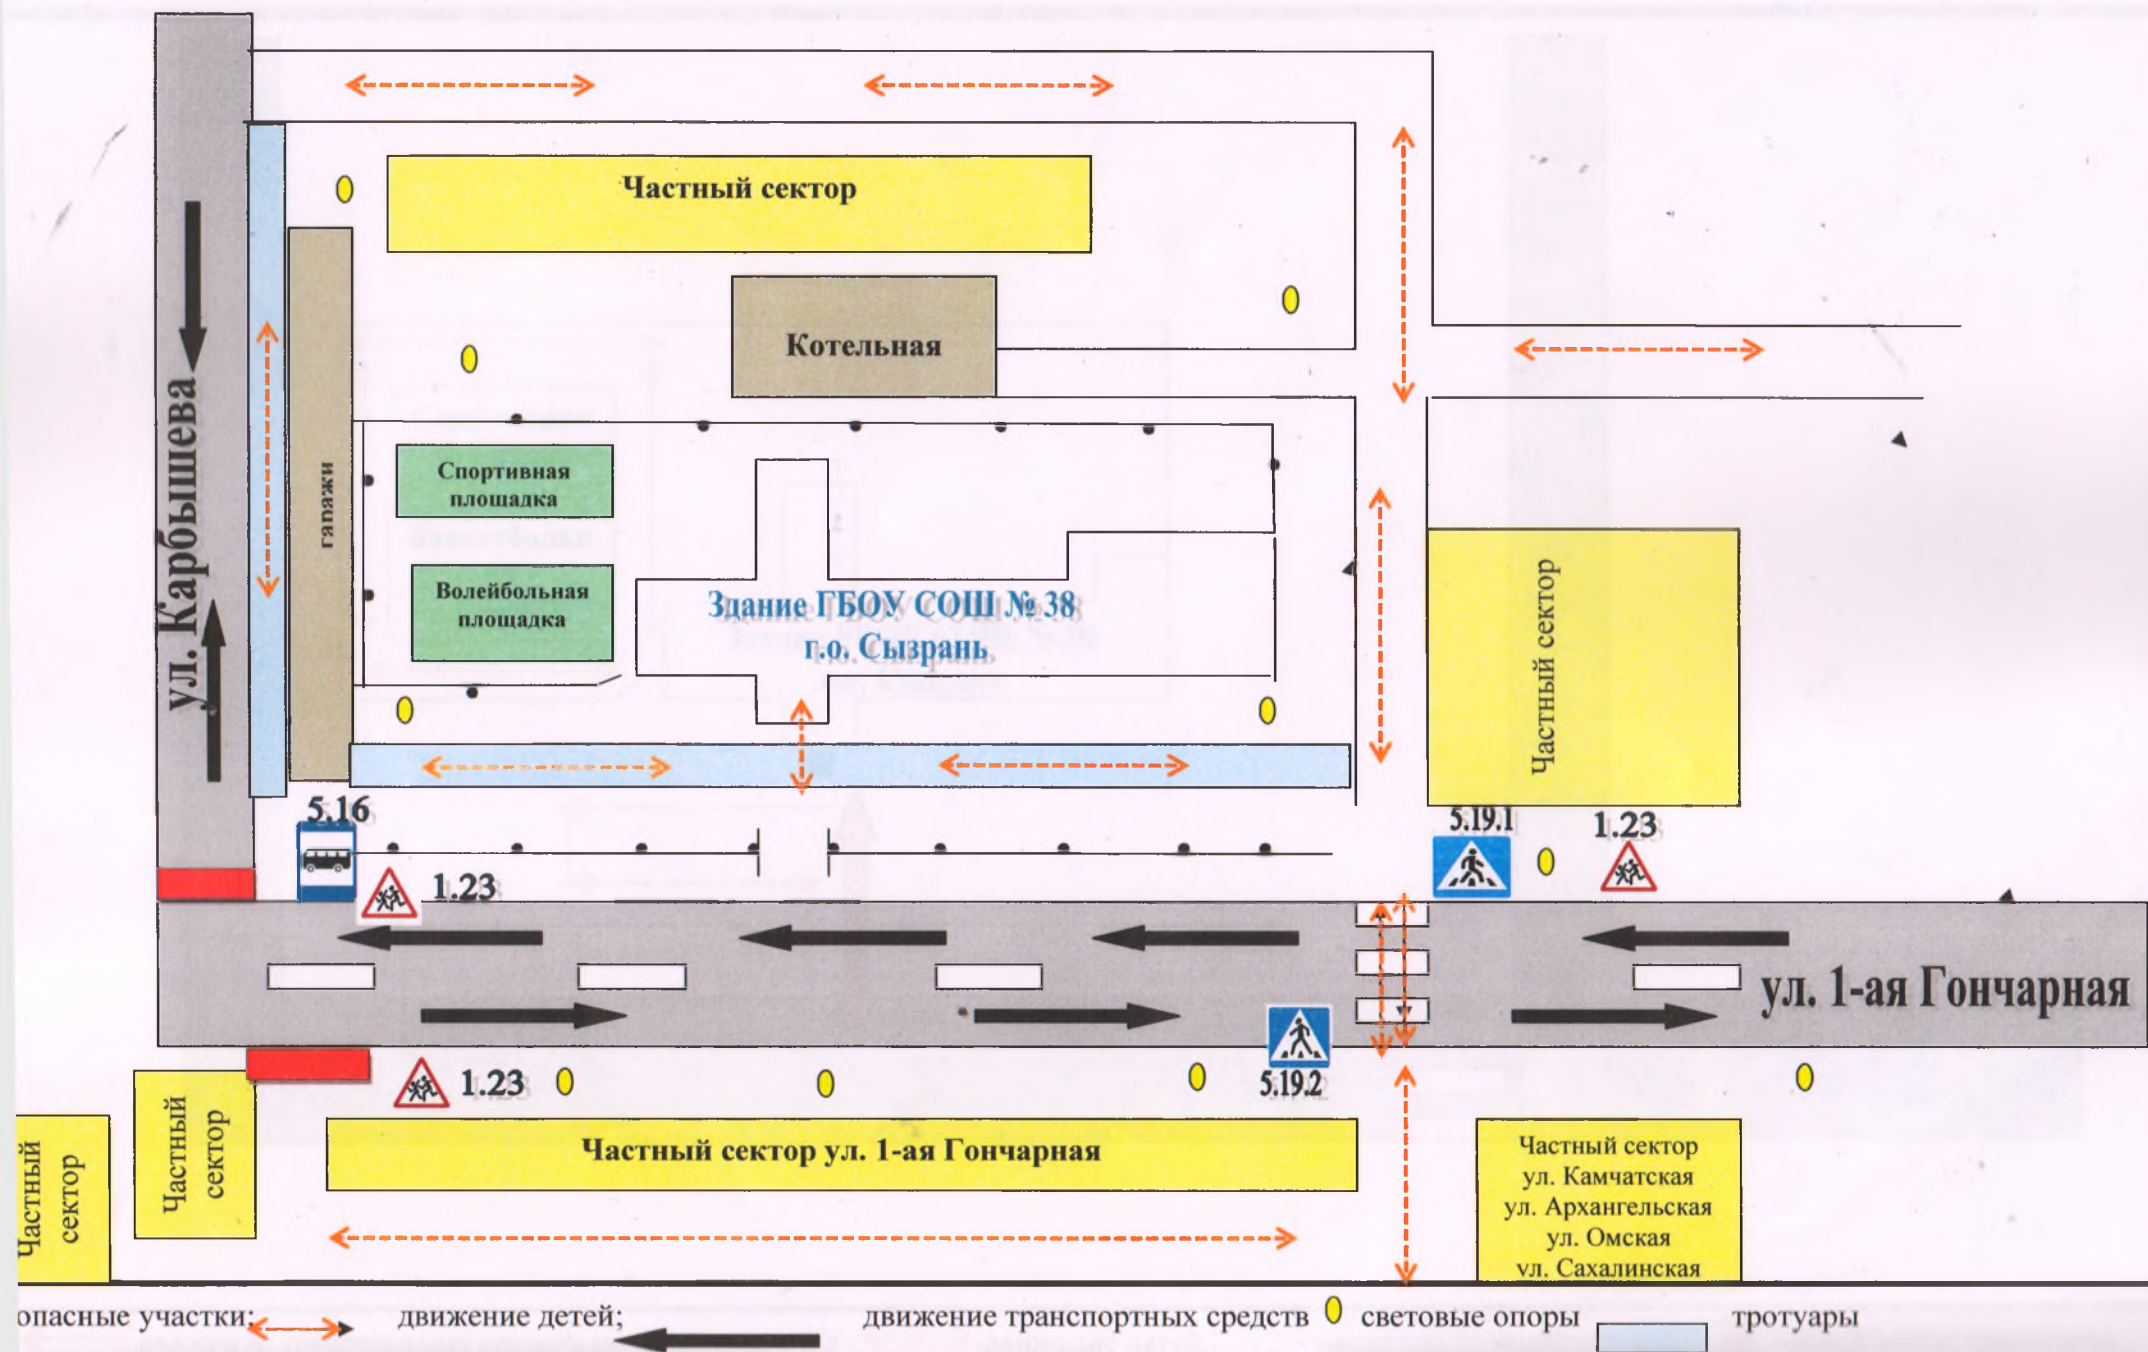 Частный сектор
Котельная
ул. Карбышева
гаражи
Спортивная
площадка
Волейбольная
площадка
Здание ГБОУ СОШ № 38
г.о. Сызрань
Частный сектор
5.16
1.23
5.19.1
1.23
ул. 1-ая Гончарная
1.23
5.19.2
Частный
сектор
Частный
сектор
Частный сектор ул. 1-ая Гончарная
Частный сектор
ул. Камчатская
ул. Архангельская
ул. Омская
ул. Сахалинская
опасные участки;
движение детей;
движение транспортных средств
световые опоры
тротуары